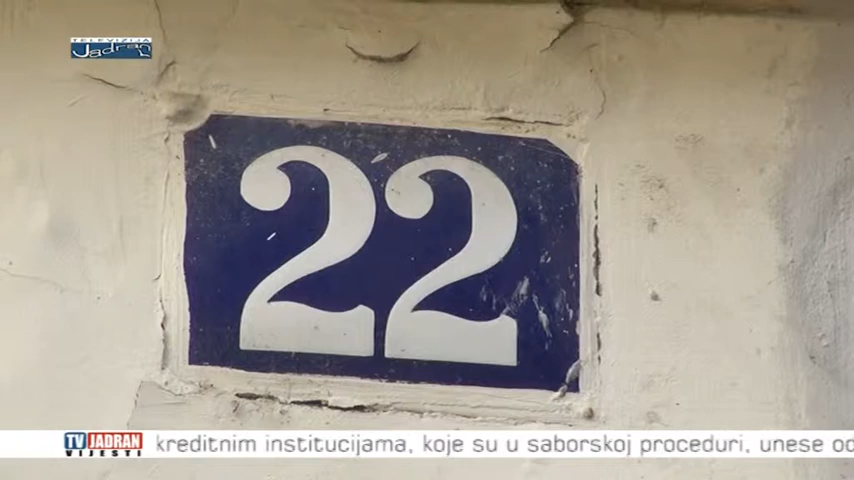 TELEVIZIJA
Jadran
22
TV JADRAN
VIJESTI
kreditnim institucijama, koje su u saborskoj proceduri, unese od